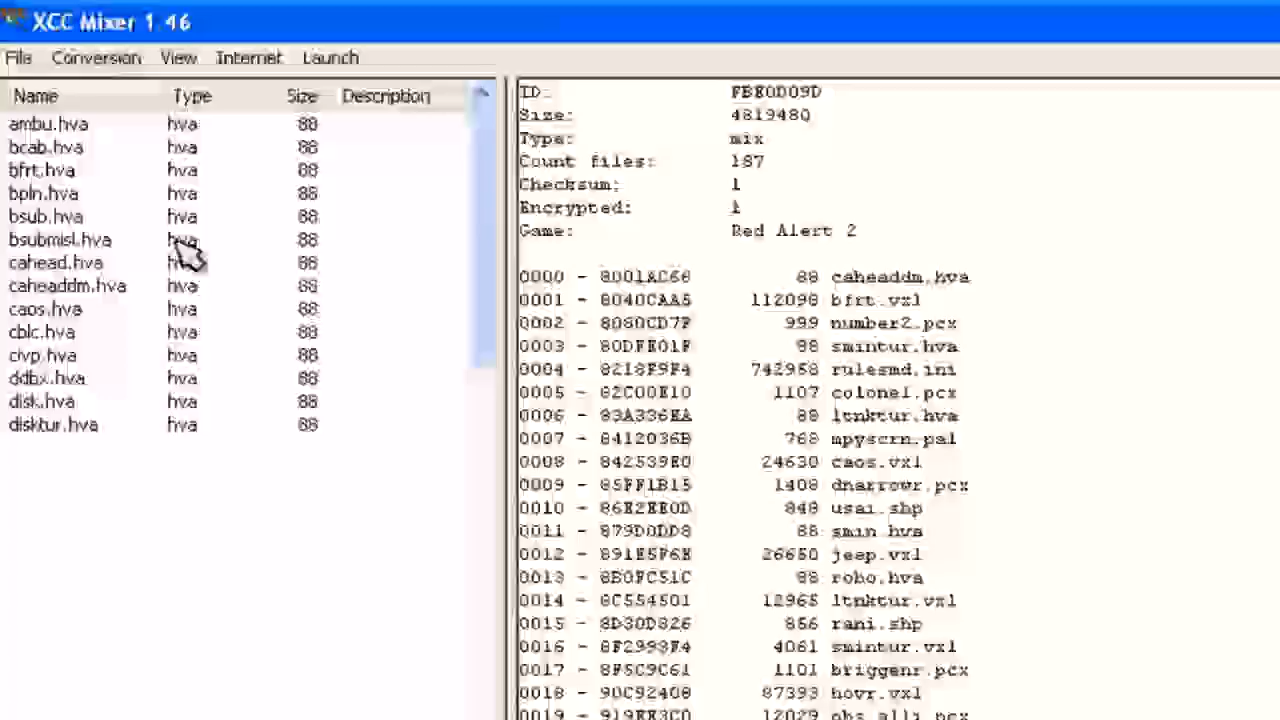 XCC Mixer 1.46
File Conversion View Internet Launch
Name Type Size Description
ambu.hva hva 88
bcab.hva hva 88
bfrt.hva hva 88
bpln.hva hva 88
bsub.hva hva 88
bsubmisl.hva hva 88
cahead.hva 88
caheaddm.hva hva 88
caos.hva hva 88
cblc.hva hva 88
civp.hva hva 88
ddbx.hva hva 88
disk.hva hva 88
disktur.hva hva 88
ID:
Size: 4819480
Type: mix
Count files: 187
Checksum: 1
Encrypted: 1
Game: Red Alert 2
0000 - 8001AC66 88 caheaddm.hva
0001 - 8040CAA5 112098 bfrt.vxl
0002 - 999 number2.pcx
0003 - 80DFE01F 88 smintur.hva
0004 - 8218F9F4 742958 rulesmd.ini
0005 - 82C00E10 1107 colonel.pcx
0006 - 83A336EA 88 ltnktur.hva
0007 - 8412036B 768 mpyscrn.pal
0008 - 842539E0 24630 caos.vxl
0009 - 85FF1B15 1408 dnarrowr.pcx
0010 - 86E2EE0D 848 usai.shp
0011 - 879D0DD8 88 smin.hva
0012 - 26650 jeep.vxl
0013 - 8B0FC51C 88 robo.hva
0014 - 8C554501 12965 ltnktur.vxl
0015 - 8D30D826 856 rani.shp
0016 - 8F2998F4 4061 smintur.vxl
0017 - 8F5C9C61 1101 briggenr.pcx
0018 - 90C92408 87393 hovr.vxl
0019 - 12029